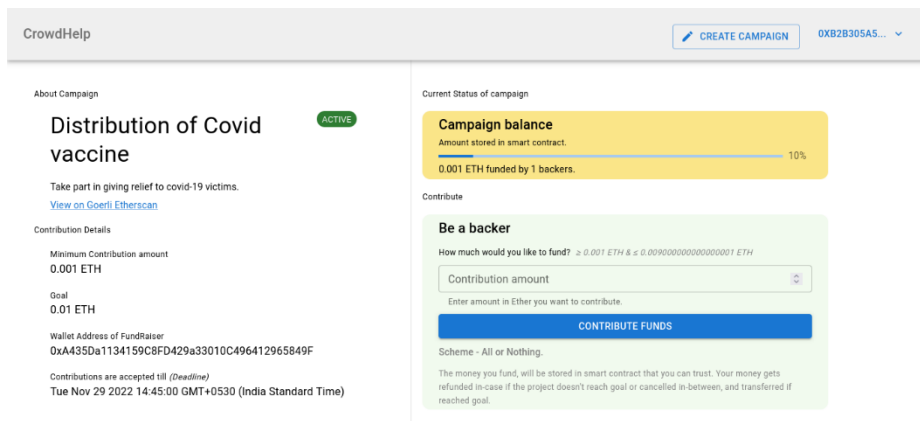 CrowdHelp
CREATE CAMPAIGN
0XB2B305A5...
About Campaign
Distribution of Covid
vaccine
ACTIVE
Take part in giving relief to covid-19 victims.
View on Goerli Etherscan
Contribution Details
Minimum Contribution amount
0.001 ETH
Goal
0.01 ETH
Wallet Address of FundRaiser
0xA435Da1134159C8FD429a33010C496412965849F
Contributions are accepted till (Deadline)
Tue Nov 29 2022 14:45:00 GMT+0530 (India Standard Time)
Current Status of campaign
Campaign balance
Amount stored in smart contract.
10%
0.001 ETH funded by 1 backers.
Contribute
Be a backer
How much would you like to fund? ≥ 0.001 ETH & ≤ 0.009000000000000001 ETH
Contribution amount
Enter amount in Ether you want to contribute.
CONTRIBUTE FUNDS
Scheme - All or Nothing.
The money you fund, will be stored in smart contract that you can trust. Your money gets
refunded in-case if the project doesn't reach goal or cancelled in-between, and transferred if
reached goal.